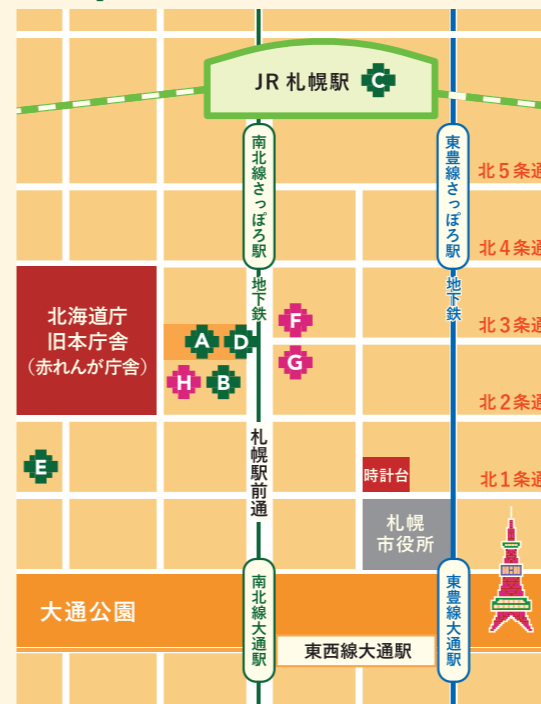 JR 札幌駅
C
南北線さっぽろ駅
東豊線さっぽろ駅
北5条通
北4条通
地下鉄
地下鉄
北海道庁
旧本庁舎
(赤れんが庁舎)
A
D
F
北3条通
H
B
G
北2条通
札幌駅前通
E
時計台
北1条通
札幌
市役所
大通公園
南北線大通駅
東西線大通駅
東豊線大通駅